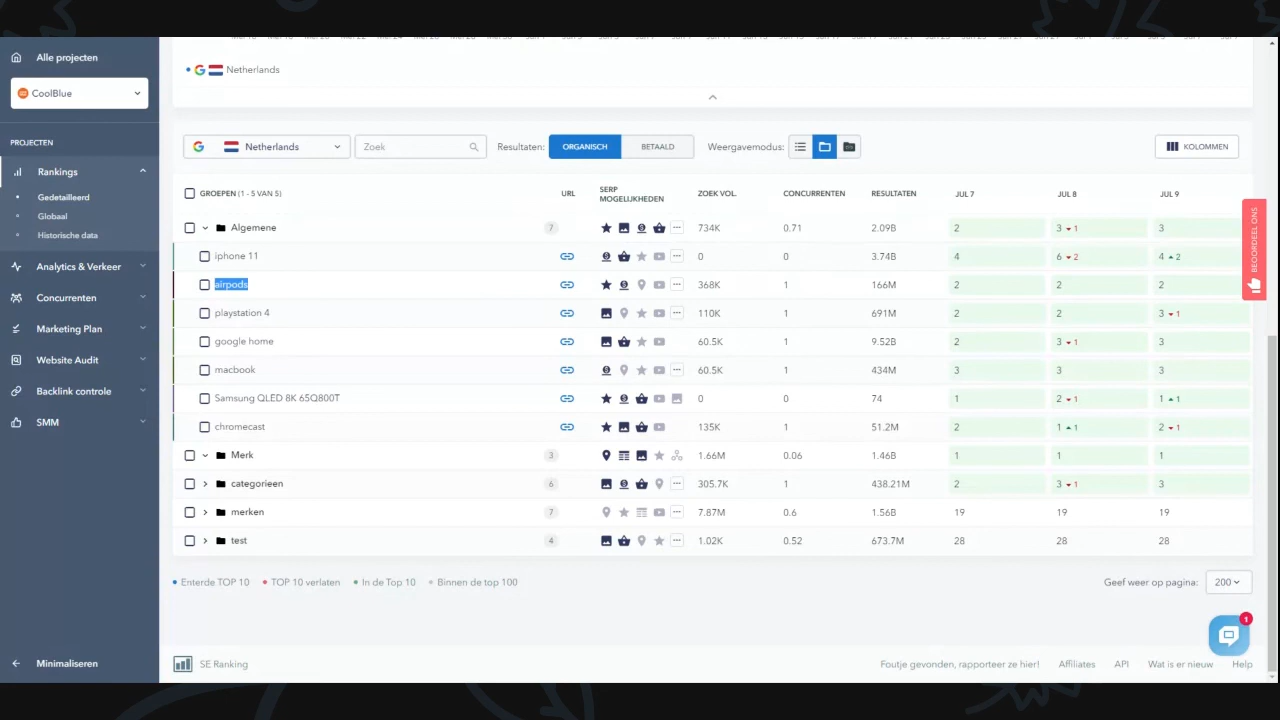 Alle projecten
CoolBlue
PROJECTEN
Rankings
Gedetailleerd
Globaal
Historische data
Analytics & Verkeer
Concurrenten
Marketing Plan
Website Audit
Backlink controle
SMM
Minimaliseren
Netherlands
Netherlands Zoek Resultaten: ORGANISCH BETAALD Weergavemodus: KOLOMMEN
GROEPEN (1 - 5 VAN 5) URL SERP MOGELIJKHEDEN ZOEK VOL. CONCURRENTEN RESULTATEN JUL 7 JUL 8 JUL 9
Algemene 7 734K 0.71 2.09B 2 3 1 3
iphone 11 0 0 3.74B 4 6 2 4 2
airpods 368K 1 166M 2 2 2
playstation 4 110K 1 691M 2 2 3 1
google home 60.5K 1 9.52B 2 3 1 3
macbook 60.5K 1 434M 3 3 3
Samsung QLED 8K 65Q800T 0 0 74 1 2 1 1 1
chromecast 135K 1 51.2M 2 1 1 2 1
Merk 3 1.66M 0.06 1.46B 1 1 1
categorieen 6 305.7K 1 438.21M 2 3 1 3
merken 7 7.87M 0.6 1.56B 19 19 19
test 4 1.02K 0.52 673.7M 28 28 28
Enterde TOP 10 TOP 10 verlaten In de Top 10 Binnen de top 100 Geef weer op pagina: 200
BEOORDEEL ONS
1
SE Ranking Foutje gevonden, rapporteer ze hier! Affiliates API Wat is er nieuw Help